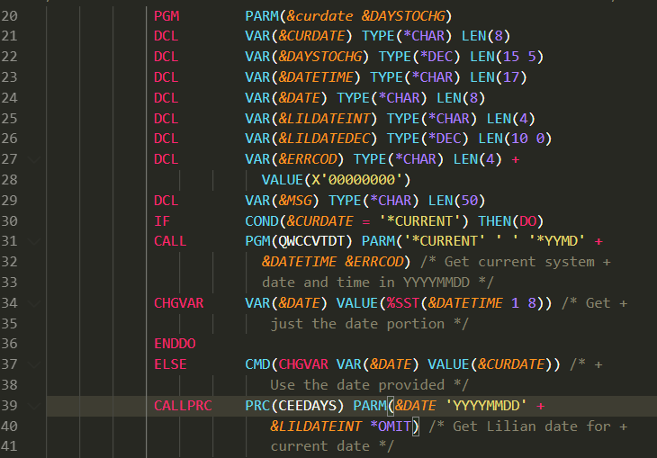 20 PGM PARM(&curdate &DAYSTOCHG)
21 DCL VAR(&CURDATE) TYPE(*CHAR) LEN(8)
22 DCL VAR(&DAYSTOCHG) TYPE(*DEC) LEN(15 5)
23 DCL VAR(&DATETIME) TYPE(*CHAR) LEN(17)
24 DCL VAR(&DATE) TYPE(*CHAR) LEN(8)
25 DCL VAR(&LILDATEINT) TYPE(*CHAR) LEN(4)
26 DCL VAR(&LILDATEDEC) TYPE(*DEC) LEN(10 0)
27 DCL VAR(&ERRCOD) TYPE(*CHAR) LEN(4) +
28 VALUE(X'00000000')
29 DCL VAR(&MSG) TYPE(*CHAR) LEN(50)
30 IF COND(&CURDATE = '*CURRENT') THEN(DO)
31 CALL PGM(QWCCVTDT) PARM('*CURRENT' ' ' '*YYMD' +
32 &DATETIME &ERRCOD) /* Get current system +
33 date and time in YYYYMMDD */
34 CHGVAR VAR(&DATE) VALUE(%SST(&DATETIME 1 8)) /* Get +
35 just the date portion */
36 ENDDO
37 ELSE CMD(CHGVAR VAR(&DATE) VALUE(&CURDATE)) /* +
38 Use the date provided */
39 CALLPRC PRC(CEEDAYS) PARM(&DATE 'YYYYMMDD' +
40 &LILDATEINT *OMIT) /* Get Lilian date for +
41 current date */